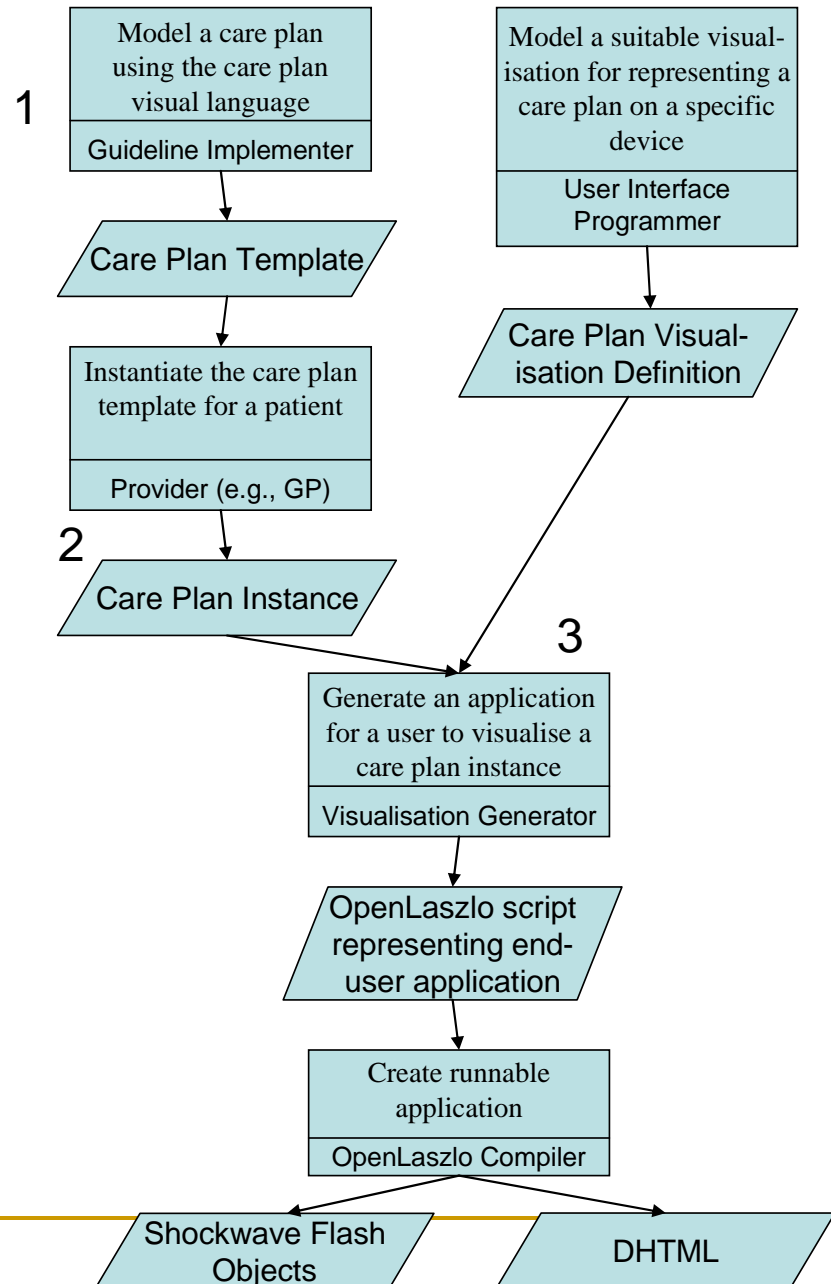 Model a care plan
using the care plan
visual language
1
Guideline Implementer
Model a suitable visual-
isation for representing a
care plan on a specific
device
User Interface
Programmer
Care Plan Template
Care Plan Visual-
isation Definition
Instantiate the care plan
template for a patient
Provider (e.g., GP)
2
Care Plan Instance
3
Generate an application
for a user to visualise a
care plan instance
Visualisation Generator
OpenLaszlo script
representing end-
user application
Create runnable
application
OpenLaszlo Compiler
Shockwave Flash
Objects
DHTML